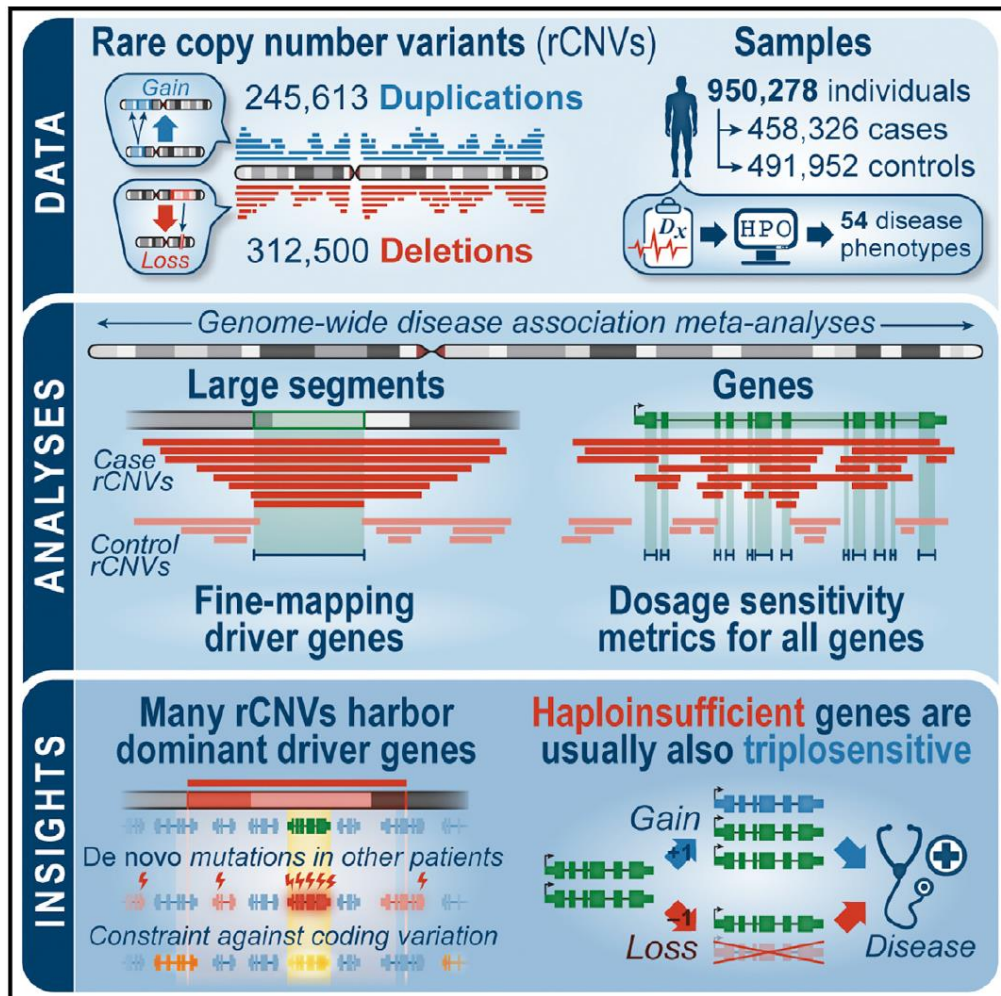 DATA
Rare copy number variants (rCNVs)
Gain
245,613 Duplications
Loss
312,500 Deletions
Samples
950,278 individuals
458,326 cases
491,952 controls
Dx
HPO
54 disease
phenotypes
ANALYSES
Genome-wide disease association meta-analyses
Large segments
Case
rCNVs
Control
rCNVs
Fine-mapping
driver genes
Genes
Dosage sensitivity
metrics for all genes
INSIGHTS
Many rCNVs harbor
dominant driver genes
De novo mutations in other patients
Constraint against coding variation
Haploinsufficient genes are
usually also triplosensitive
Gain
+1
-1
Loss
Disease